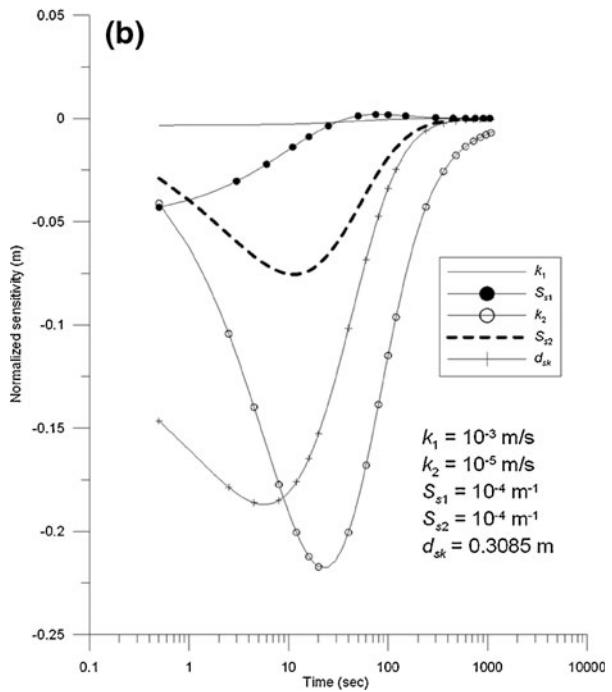 (b)
0.05
0
-0.05
-0.1
-0.15
-0.2
-0.25
Normalized sensitivity (m)
0.1 1 10 100 1000 10000
Time (sec)
k₁
Sₛ₁
k₂
Sₛ₂
dₛₖ
k₁ = 10⁻³ m/s
k₂ = 10⁻⁵ m/s
Sₛ₁ = 10⁻⁴ m⁻¹
Sₛ₂ = 10⁻⁴ m⁻¹
dₛₖ = 0.3085 m